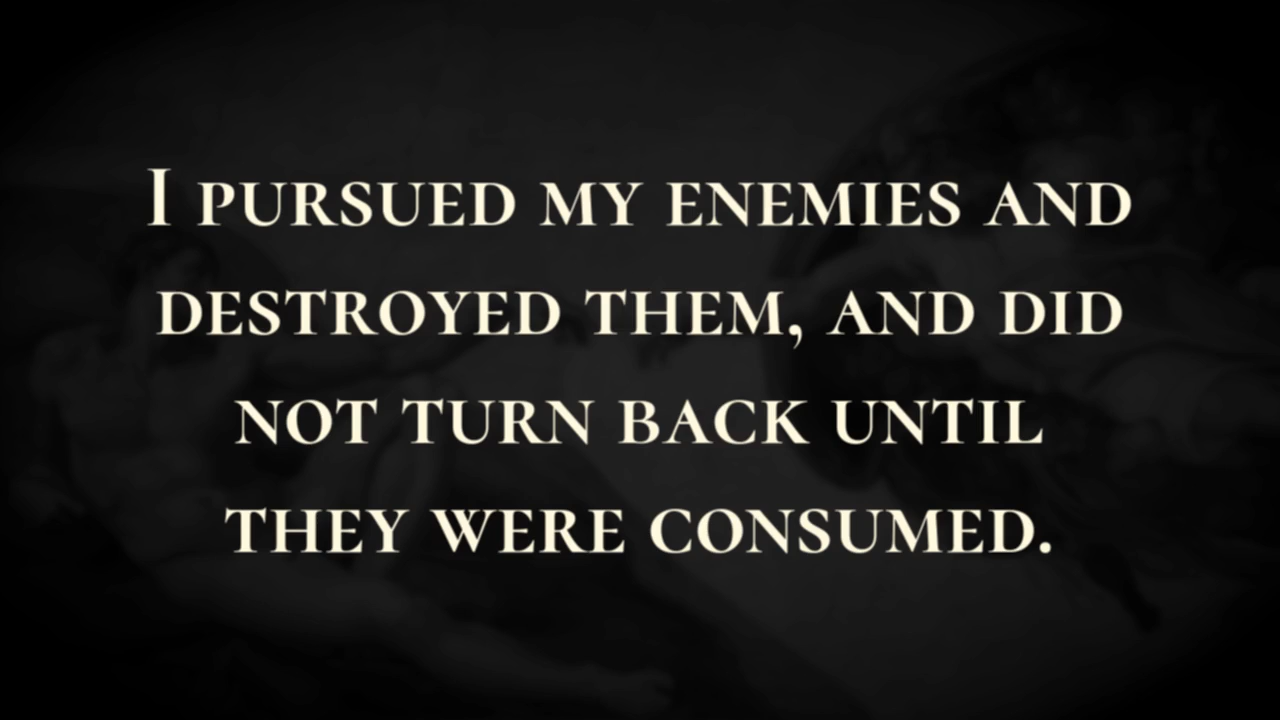 I PURSUED MY ENEMIES AND
DESTROYED THEM, AND DID
NOT TURN BACK UNTIL
THEY WERE CONSUMED.